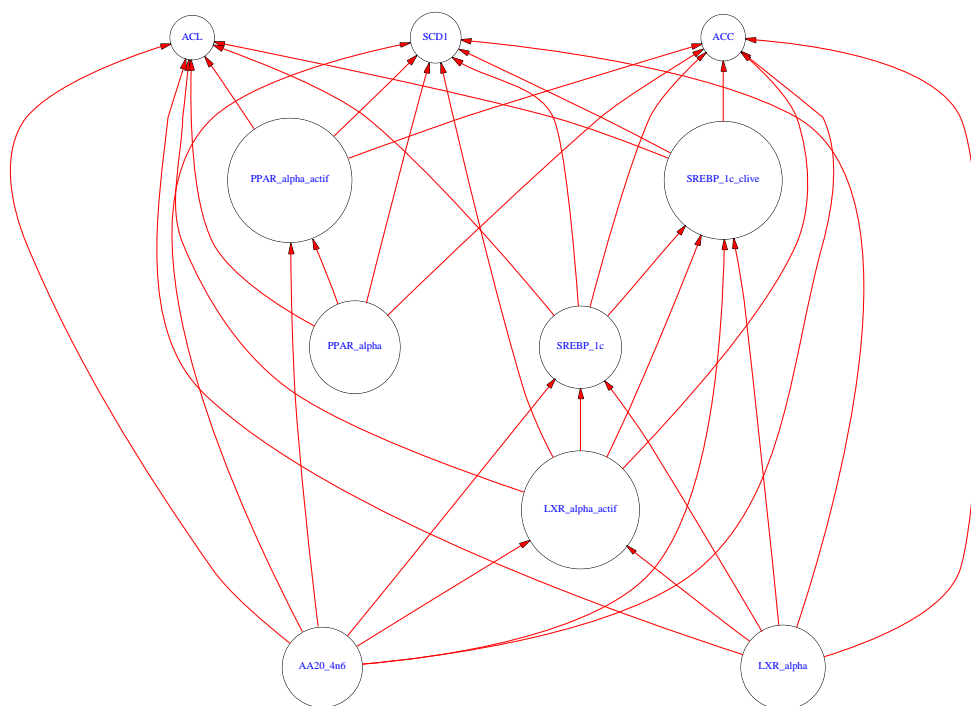 ACL
SCD1
ACC
PPAR_alpha_actif
SREBP_1c_clive
PPAR_alpha
SREBP_1c
LXR_alpha_actif
AA20_4n6
LXR_alpha